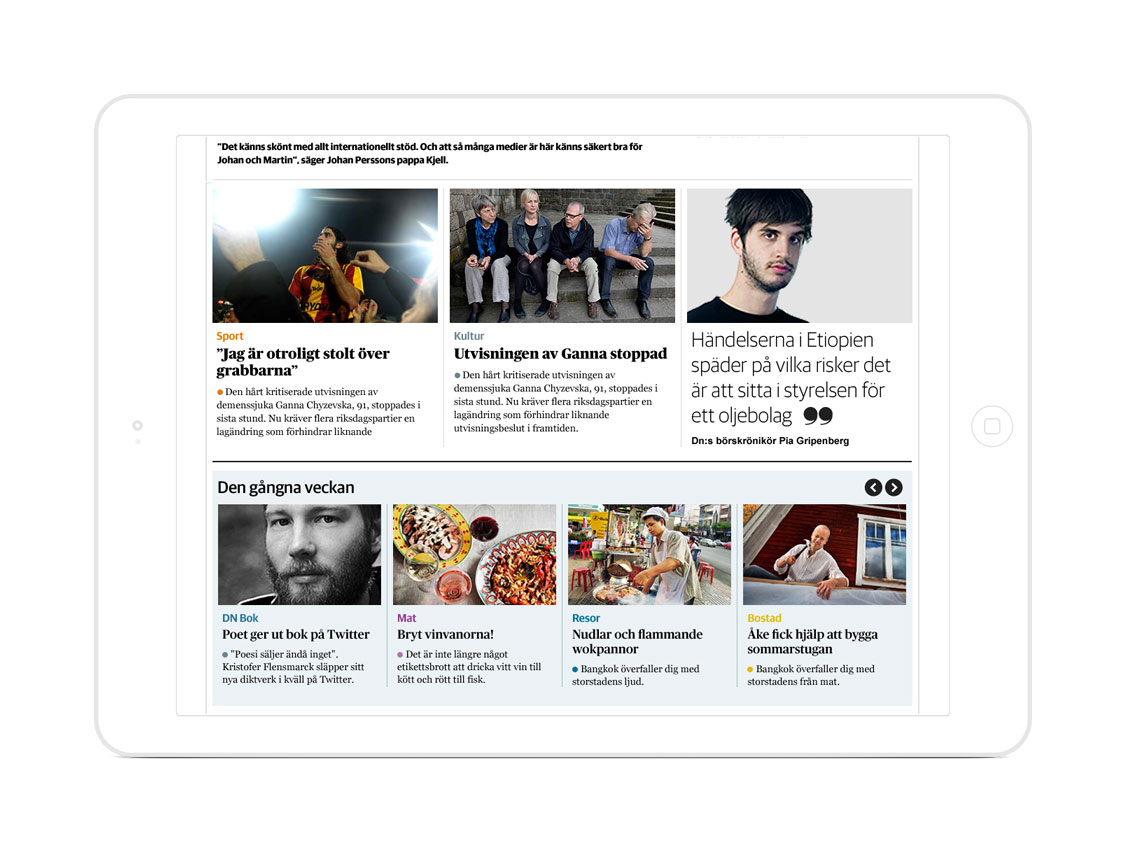 "Det känns skönt med allt internationellt stöd. Och att så många medier är här känns säkert bra för
Johan och Martin", säger Johan Perssons pappa Kjell.
Sport
”Jag är otroligt stolt över
grabbarna”
Den hårt kritiserade utvisningen av
demenssjuka Ganna Chyzevska, 91, stoppades i
sista stund. Nu kräver flera riksdagspartier en
lagändring som förhindrar liknande
Kultur
Utvisningen av Ganna stoppad
Den hårt kritiserade utvisningen av
demenssjuka Ganna Chyzevska, 91, stoppades i
sista stund. Nu kräver flera riksdagspartier en
lagändring som förhindrar liknande
utvisningsbeslut i framtiden.
Händelserna i Etiopien
späder på vilka risker det
är att sitta i styrelsen för
ett oljebolag ”
Dn:s börskrönikör Pia Gripenberg
Den gångna veckan
DN Bok
Poet ger ut bok på Twitter
"Poesi säljer ändå inget".
Kristofer Flensmarck släpper sitt
nya diktverk i kväll på Twitter.
Mat
Bryt vinvanorna!
Det är inte längre något
etikettsbrott att dricka vitt vin till
kött och rött till fisk.
Resor
Nudlar och flammande
wokpannor
Bangkok överfaller dig med
storstadens ljud.
Bostad
Åke fick hjälp att bygga
sommarstugan
Bangkok överfaller dig med
storstadens från mat.